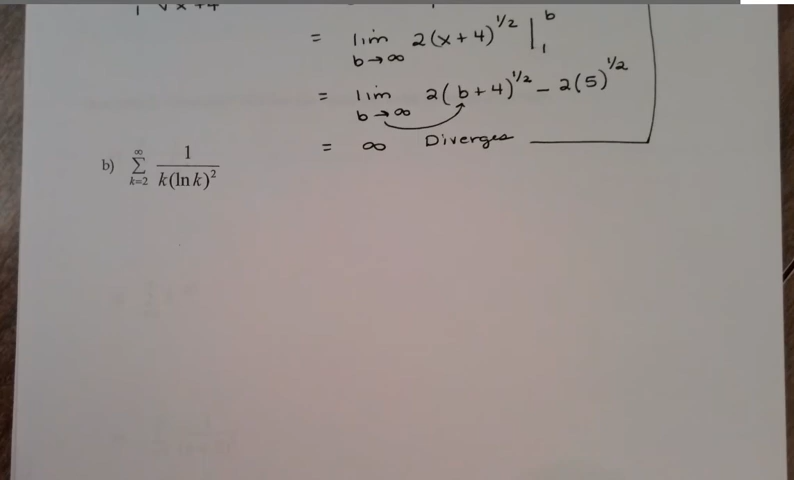 = lim b→∞ 2(x+4)^1/2 |_1^b
= lim b→∞ 2(b+4)^1/2 - 2(5)^1/2
= ∞ Diverges
b) ∑_{k=2}^{∞} 1/(k(ln k)^2)